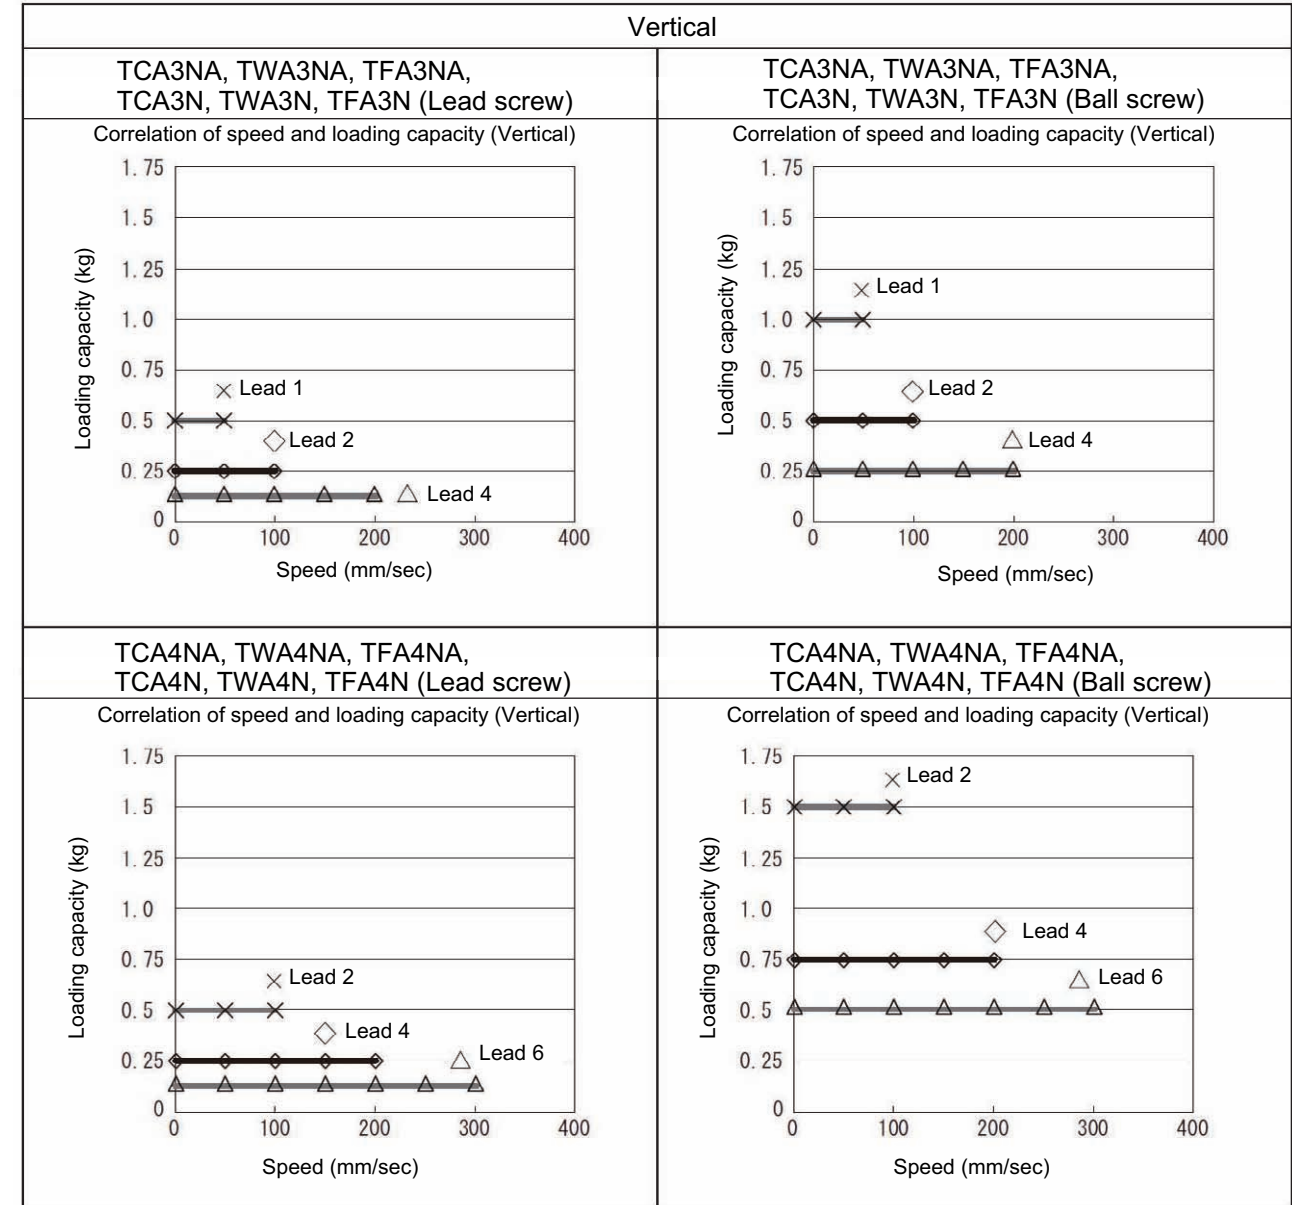 Vertical
TCA3NA, TWA3NA, TFA3NA,
TCA3N, TWA3N, TFA3N (Lead screw)
Correlation of speed and loading capacity (Vertical)
1.75
1.5
1.25
1.0
0.75
0.5
0.25
0
Loading capacity (kg)
Lead 1
Lead 2
Lead 4
0 100 200 300 400
Speed (mm/sec)
TCA3NA, TWA3NA, TFA3NA,
TCA3N, TWA3N, TFA3N (Ball screw)
Correlation of speed and loading capacity (Vertical)
1.75
1.5
1.25
1.0
0.75
0.5
0.25
0
Loading capacity (kg)
Lead 1
Lead 2
Lead 4
0 100 200 300 400
Speed (mm/sec)
TCA4NA, TWA4NA, TFA4NA,
TCA4N, TWA4N, TFA4N (Lead screw)
Correlation of speed and loading capacity (Vertical)
1.75
1.5
1.25
1.0
0.75
0.5
0.25
0
Loading capacity (kg)
Lead 2
Lead 4
Lead 6
0 100 200 300 400
Speed (mm/sec)
TCA4NA, TWA4NA, TFA4NA,
TCA4N, TWA4N, TFA4N (Ball screw)
Correlation of speed and loading capacity (Vertical)
1.75
1.5
1.25
1.0
0.75
0.5
0.25
0
Loading capacity (kg)
Lead 2
Lead 4
Lead 6
0 100 200 300 400
Speed (mm/sec)